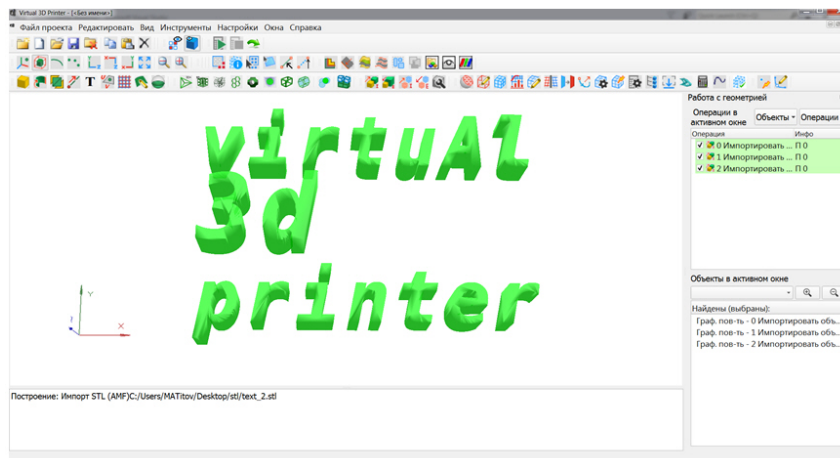 Virtual 3D Printer - [<Без имени>]
Файл проекта Редактировать Вид Инструменты Настройки Окна Справка
Работа с геометрией
Операции в активном окне
Объекты
Операции
Операция Инфо
0 Импортировать ... П 0
1 Импортировать ... П 0
2 Импортировать ... П 0
virtuAl
3d
printer
Y
X
Объекты в активном окне
Найдены (выбраны):
Граф. пов-ть - 0 Импортировать объ...
Граф. пов-ть - 1 Импортировать объ...
Граф. пов-ть - 2 Импортировать объ...
Построение: Импорт STL (AMF)C:/Users/MATitov/Desktop/stl/text_2.stl